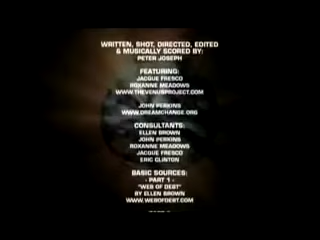 WRITTEN, SHOT, DIRECTED, EDITED
& MUSICALLY SCORED BY:
PETER JOSEPH
FEATURING:
JACQUE FRESCO
ROXANNE MEADOWS
WWW.THEVENUSPROJECT.COM
JOHN PERKINS
WWW.DREAMCHANGE.ORG
CONSULTANTS:
ELLEN BROWN
JOHN PERKINS
ROXANNE MEADOWS
JACQUE FRESCO
ERIC CLINTON
BASIC SOURCES:
- PART 1 -
"WEB OF DEBT"
BY ELLEN BROWN
WWW.WEBOFDEBT.COM